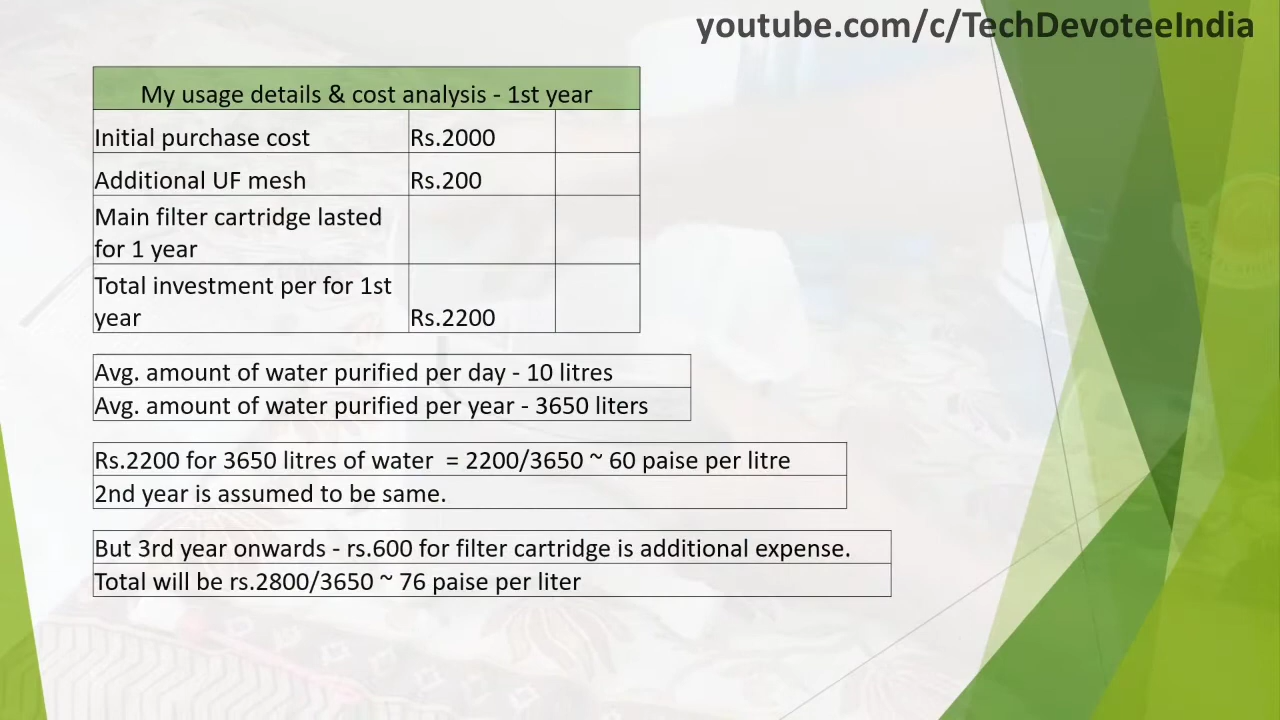 youtube.com/c/TechDevoteeIndia
My usage details & cost analysis - 1st year
Initial purchase cost Rs.2000
Additional UF mesh Rs.200
Main filter cartridge lasted
for 1 year
Total investment per for 1st
year Rs.2200
Avg. amount of water purified per day - 10 litres
Avg. amount of water purified per year - 3650 liters
Rs.2200 for 3650 litres of water = 2200/3650 ~ 60 paise per litre
2nd year is assumed to be same.
But 3rd year onwards - rs.600 for filter cartridge is additional expense.
Total will be rs.2800/3650 ~ 76 paise per liter